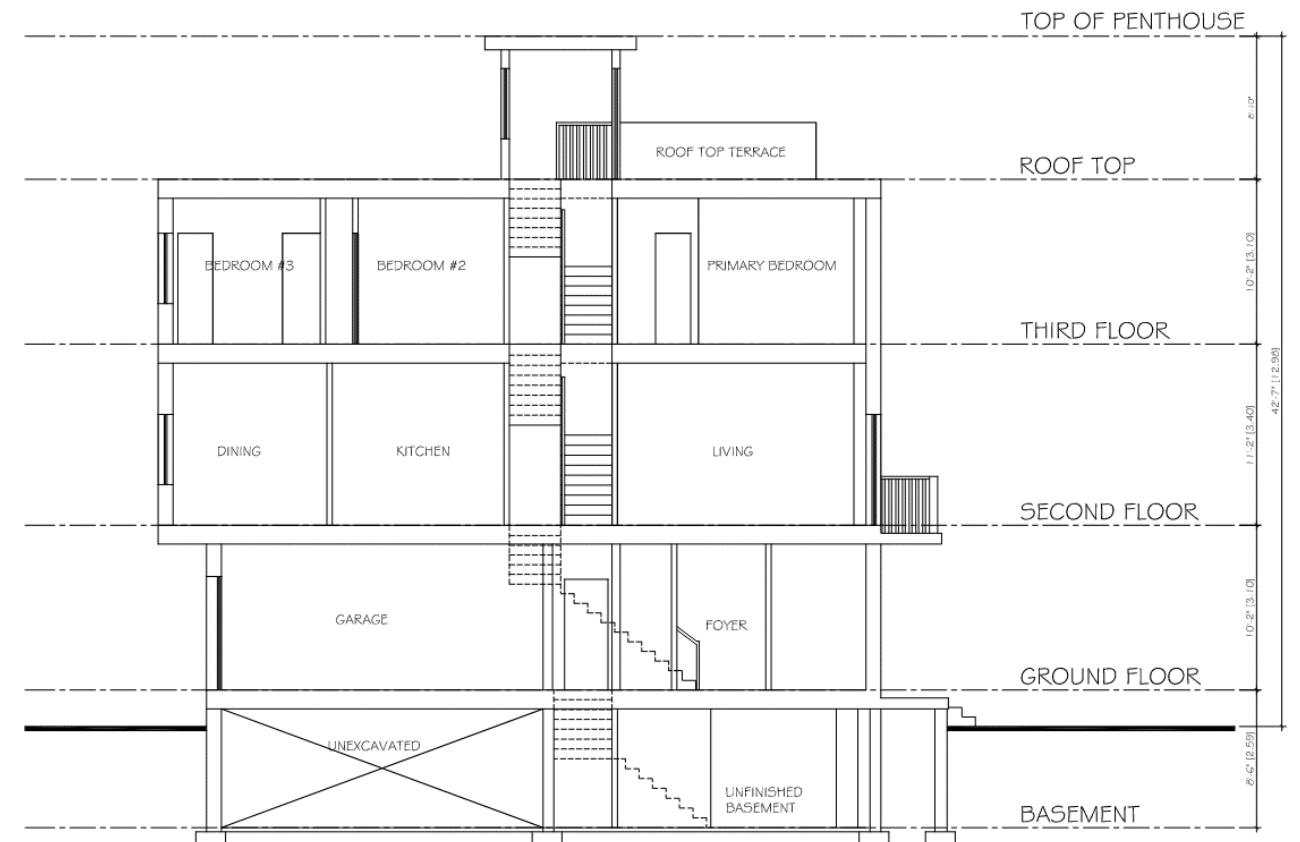 TOP OF PENTHOUSE
8'-10"
ROOF TOP TERRACE
ROOF TOP
BEDROOM #3
BEDROOM #2
PRIMARY BEDROOM
10'-2" [3.10]
THIRD FLOOR
42'-7" [12.98]
DINING
KITCHEN
LIVING
11'-2" [3.40]
SECOND FLOOR
GARAGE
FOYER
10'-2" [3.10]
GROUND FLOOR
UNEXCAVATED
8'-6" [2.59]
UNFINISHED
BASEMENT
BASEMENT